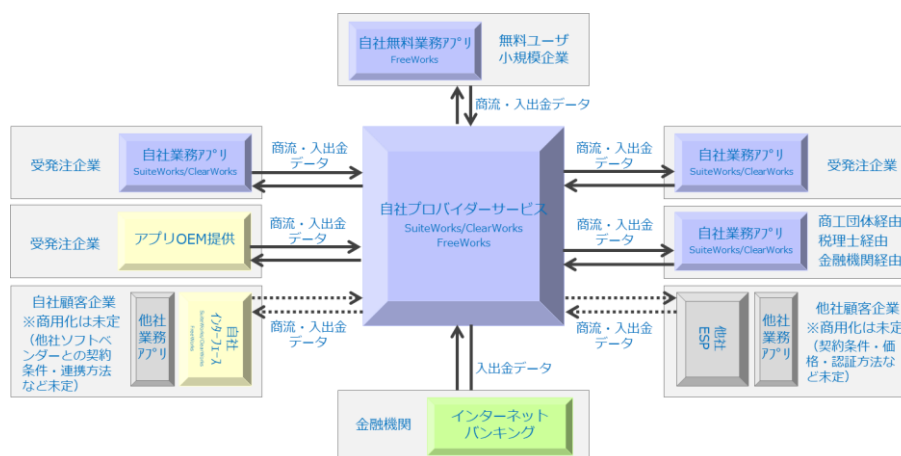 自社無料業務ｱﾌﾟﾘ
FreeWorks
無料ユーザ
小規模企業
商流・入出金データ
受発注企業
自社業務ｱﾌﾟﾘ
SuiteWorks/ClearWorks
商流・入出金
データ
受発注企業
アプリOEM提供
商流・入出金
データ
自社顧客企業
※商用化は未定
（他社ソフトベ
ンダーとの契約
条件・連携方法
など未定）
他社
業務
アプリ
自社
インターフェース
SuiteWorks/ClearWorks
FreeWorks
商流・入出金
データ
自社プロバイダーサービス
SuiteWorks/ClearWorks
FreeWorks
商流・入出金
データ
自社業務ｱﾌﾟﾘ
SuiteWorks/ClearWorks
受発注企業
商流・入出金
データ
自社業務ｱﾌﾟﾘ
SuiteWorks/ClearWorks
商工団体経由
税理士経由
金融機関経由
商流・入出金
データ
他社
ESP
他社
業務
アプリ
他社顧客企業
※商用化は未定
（契約条件・価
格・認証方法な
ど未定）
入出金データ
金融機関
インターネット
バンキング